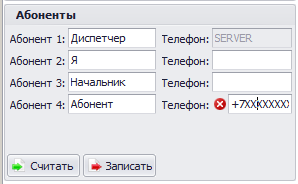 Абоненты
Абонент 1: Диспетчер Телефон: SERVER
Абонент 2: Я Телефон:
Абонент 3: Начальник Телефон:
Абонент 4: Абонент Телефон: +7XXXXXXXX
Считать Записать